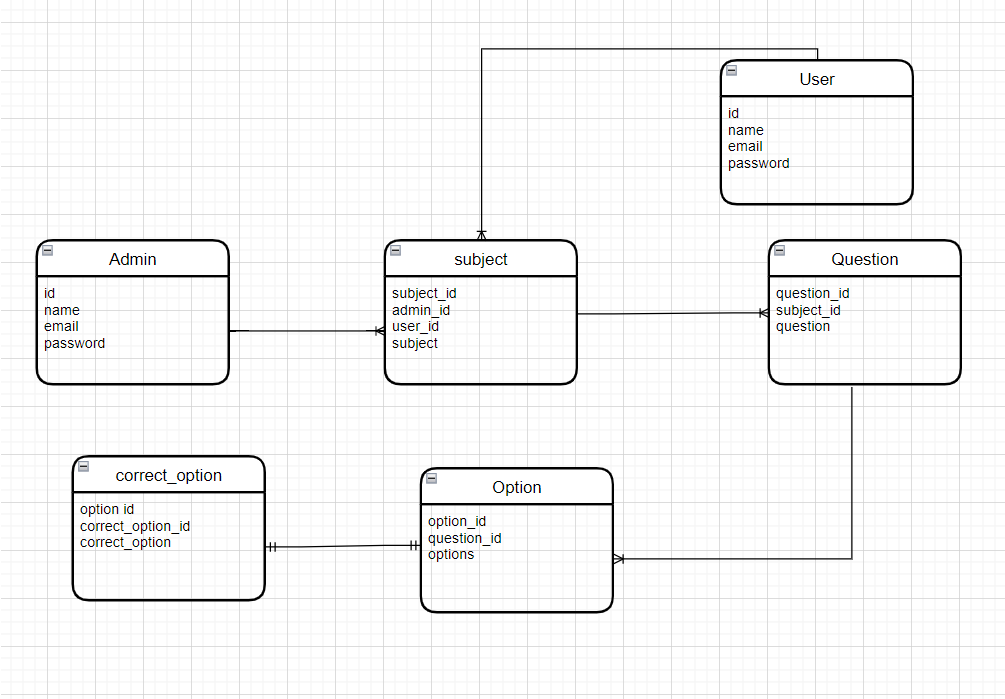 User
id
name
email
password
Admin
id
name
email
password
subject
subject_id
admin_id
user_id
subject
Question
question_id
subject_id
question
correct_option
option id
correct_option_id
correct_option
Option
option_id
question_id
options